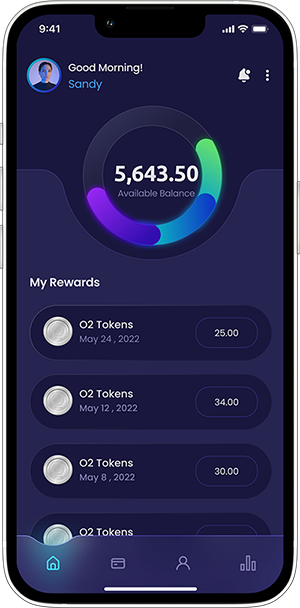 9:41
Good Morning!
Sandy
5,643.50
Available Balance
My Rewards
O2 Tokens
May 24 , 2022
25.00
O2 Tokens
May 12 , 2022
34.00
O2 Tokens
May 8 , 2022
30.00
O2 Tokens